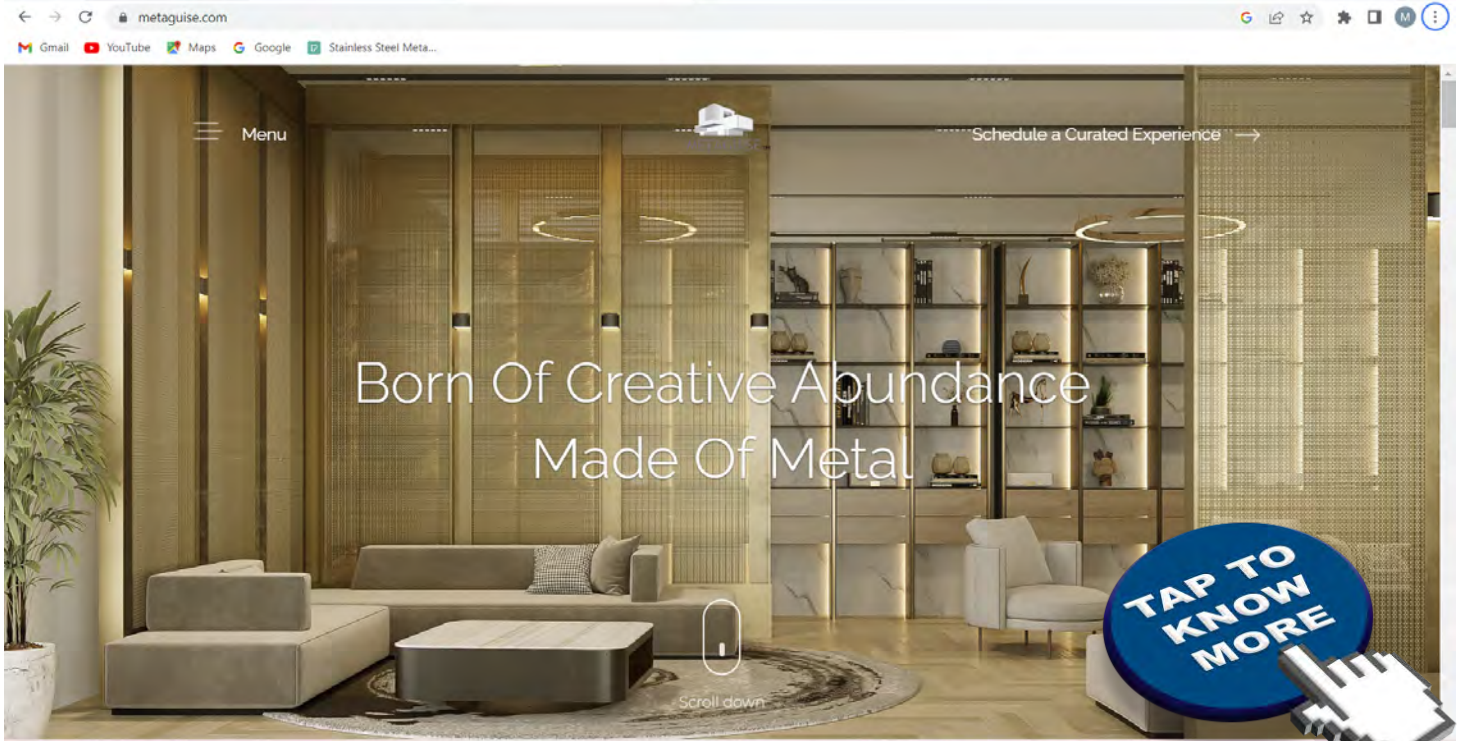 metaguise.com
G
M
Gmail
YouTube
Maps
Google
Stainless Steel Meta...
Menu
Schedule a Curated Experience
Born Of Creative Abundance
Made Of Metal
Scroll down
TAP TO
KNOW
MORE